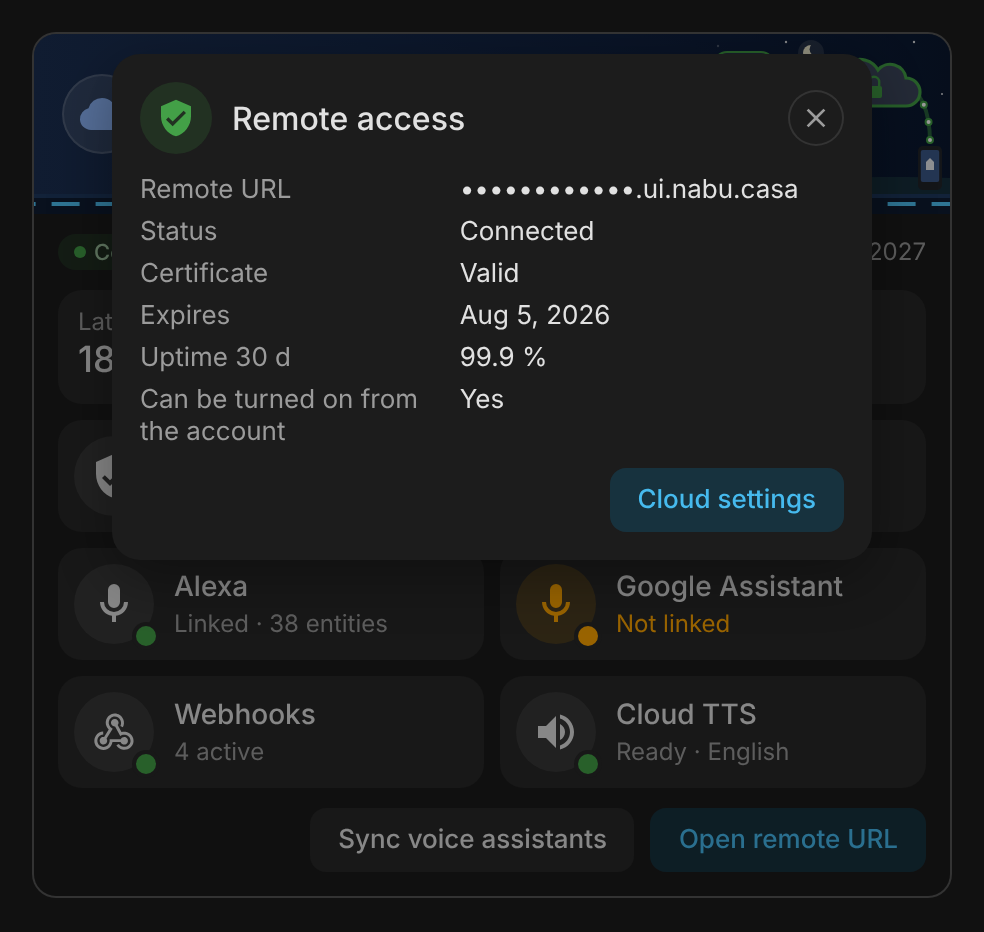 Remote access
Remote URL ••••••••••••.ui.nabu.casa
Status Connected
Certificate Valid
Expires Aug 5, 2026
Uptime 30 d 99.9 %
Can be turned on from Yes
the account
Cloud settings
2027
18
Alexa
Linked · 38 entities
Google Assistant
Not linked
Webhooks
4 active
Cloud TTS
Ready · English
Sync voice assistants
Open remote URL